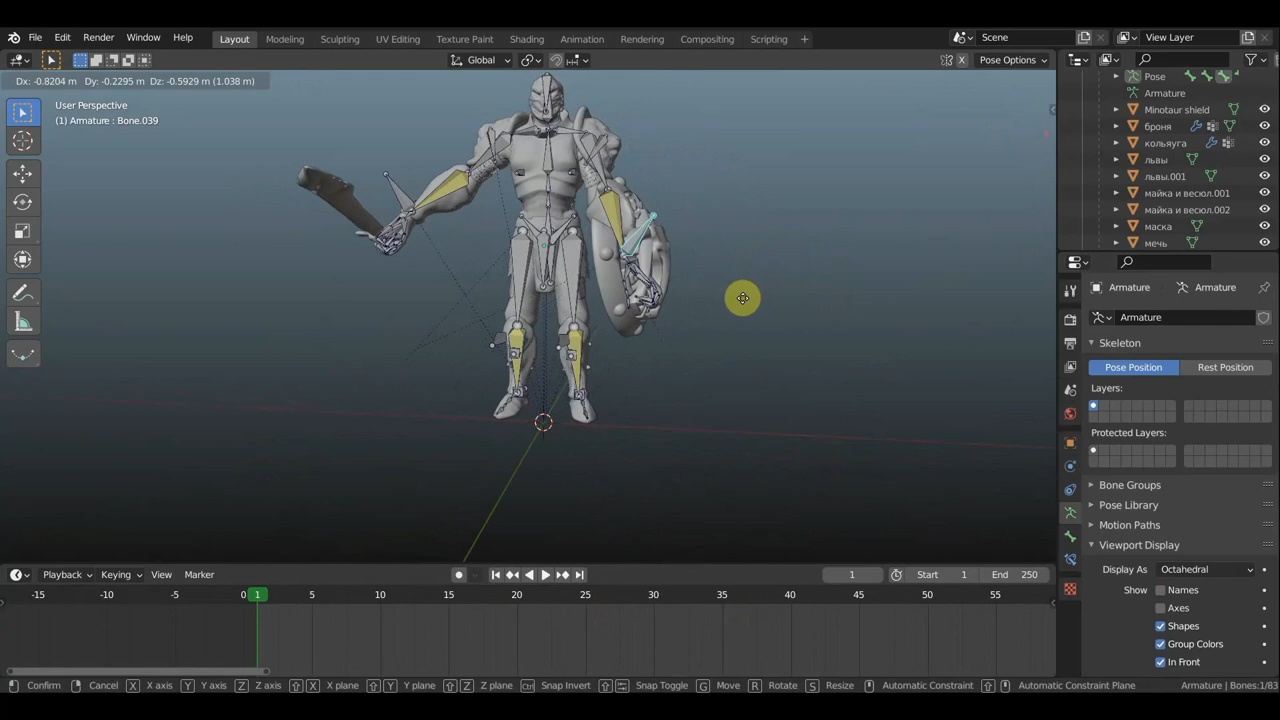 File Edit Render Window Help Layout Modeling Sculpting UV Editing Texture Paint Shading Animation Rendering Compositing Scripting + Scene View Layer
Global X Pose Options
Dx: -0.8204 m Dy: -0.2295 m Dz: -0.5929 m (1.038 m)
User Perspective
(1) Armature : Bone.039
Pose
Armature
Minotaur shield
броня
кольяуга
львы
львы.001
майка и весюл.001
майка и весюл.002
маска
мечь
Armature Armature
Armature
Skeleton
Pose Position Rest Position
Layers:
Protected Layers:
Bone Groups
Pose Library
Motion Paths
Viewport Display
Display As Octahedral
Show Names
Axes
Shapes
Group Colors
In Front
Playback Keying View Marker 1 Start 1 End 250
-15 -10 -5 0 1 5 10 15 20 25 30 35 40 45 50 55
Confirm Cancel X X axis Y Y axis Z Z axis X X plane Y Y plane Z Z plane Ctrl Snap Invert Snap Toggle G Move R Rotate S Resize Automatic Constraint Automatic Constraint Plane Armature | Bones:1/83